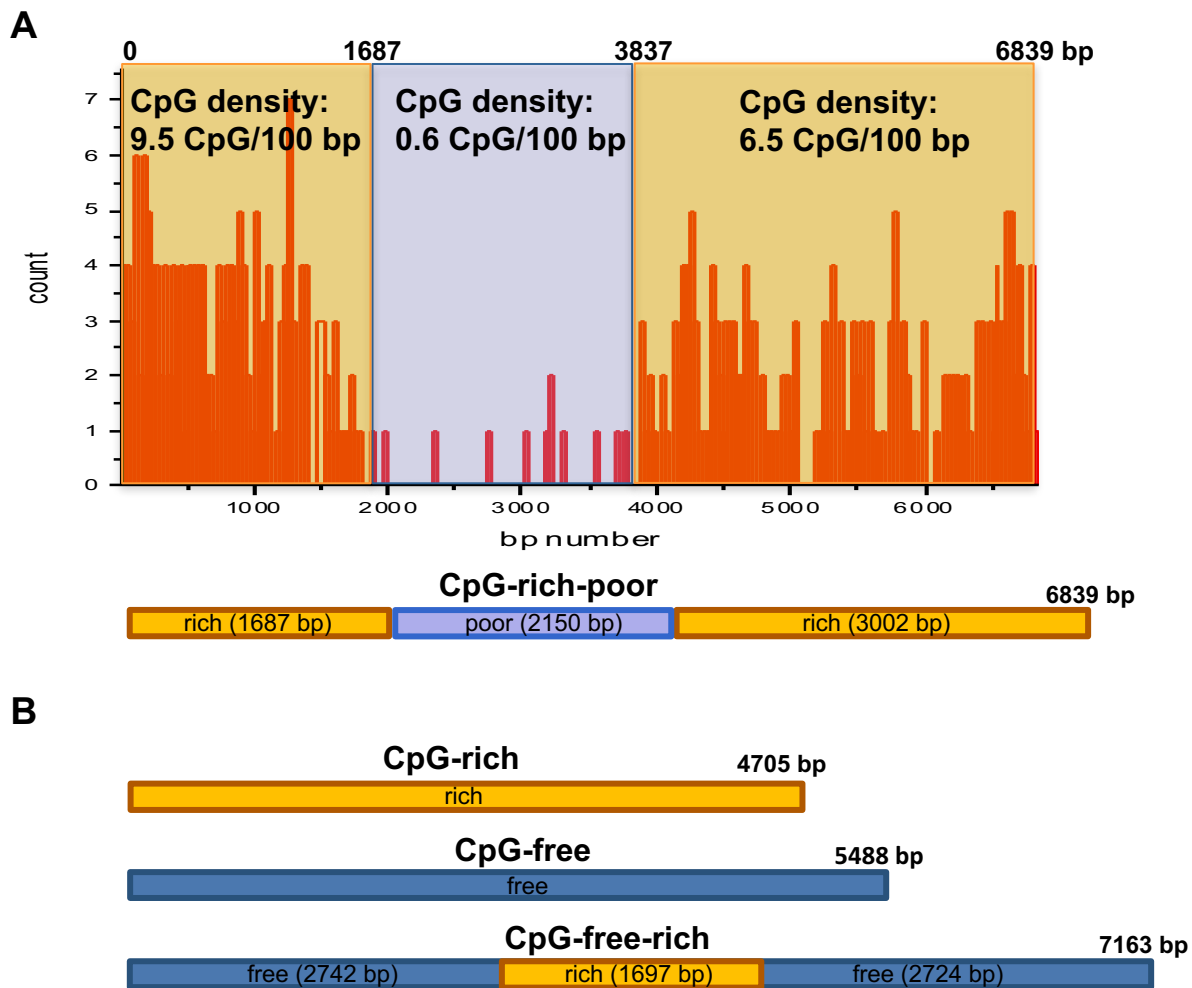 A
0 1687 3837 6839 bp
CpG density: CpG density: CpG density:
9.5 CpG/100 bp 0.6 CpG/100 bp 6.5 CpG/100 bp
7
6
5
4
3
2
1
0
count
1000 2000 3000 4000 5000 6000
bp number
CpG-rich-poor
6839 bp
rich (1687 bp) poor (2150 bp) rich (3002 bp)
B
CpG-rich
4705 bp
rich
CpG-free
5488 bp
free
CpG-free-rich
7163 bp
free (2742 bp) rich (1697 bp) free (2724 bp)